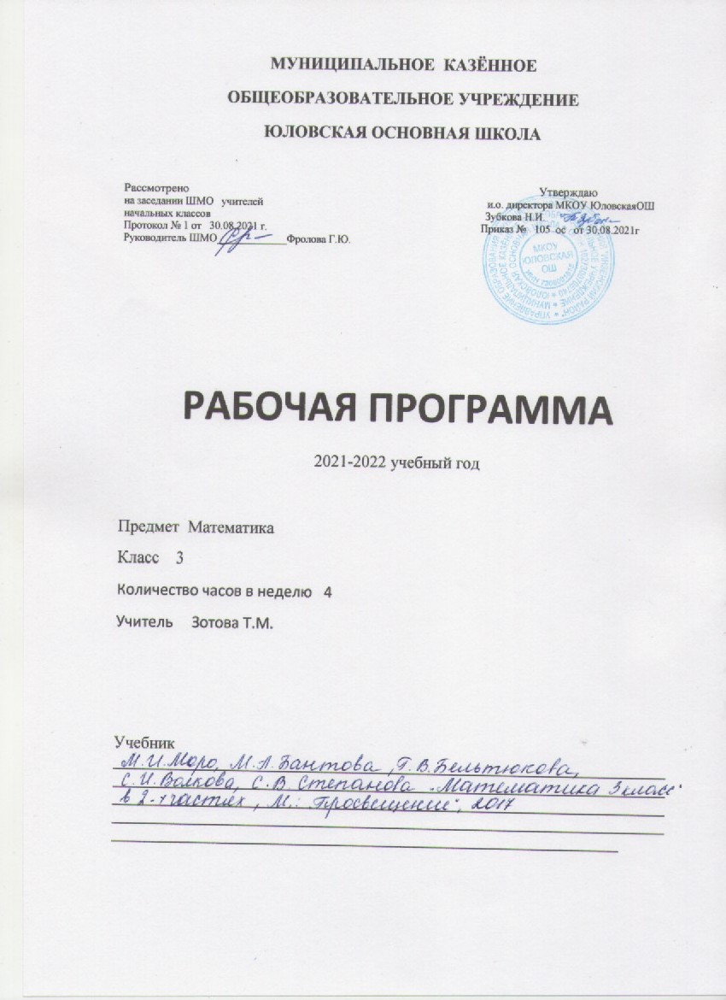 МУНИЦИПАЛЬНОЕ КАЗЁННОЕ
ОБЩЕОБРАЗОВАТЕЛЬНОЕ УЧРЕЖДЕНИЕ
ЮЛОВСКАЯ ОСНОВНАЯ ШКОЛА
Рассмотрено
на заседании ШМО учителей
начальных классов
Протокол № 1 от 30.08.2021 г.
Руководитель ШМО Фролова Г.Ю.
Утверждаю
и.о. директора МКОУ ЮловскаяОШ
Зубкова Н.И.
Приказ № 105 ос от 30.08.2021г
МКОУ
ЮЛОВСКАЯ
ОШ
РАБОЧАЯ ПРОГРАММА
2021-2022 учебный год
Предмет Математика
Класс 3
Количество часов в неделю 4
Учитель Зотова Т.М.
Учебник
М.И.Моро, М.А.Бантова, Г.В.Бельтюкова,
С.И.Волкова, С.В. Степанова „Математика 3 класс"
в 2-х частях, М.: Просвещение", 2017